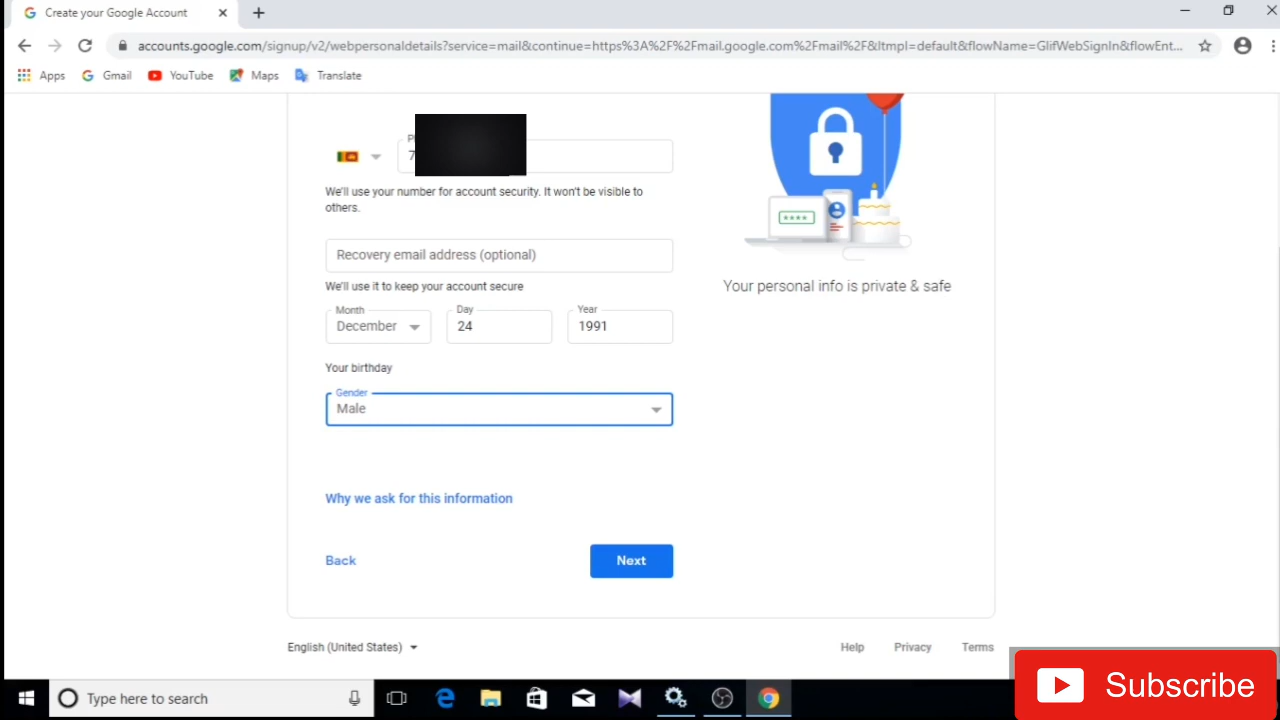 Create your Google Account
accounts.google.com/signup/v2/webpersonaldetails?service=mail&continue=https%3A%2F%2Fmail.google.com%2Fmail%2F&ltmpl=default&flowName=GlifWebSignIn&flowEnt...
Apps Gmail YouTube Maps Translate
7
We'll use your number for account security. It won't be visible to
others.
Recovery email address (optional)
We'll use it to keep your account secure
Month Day Year
December 24 1991
Your birthday
Gender
Male
Why we ask for this information
Back Next
Your personal info is private & safe
English (United States) Help Privacy Terms
Type here to search
Subscribe